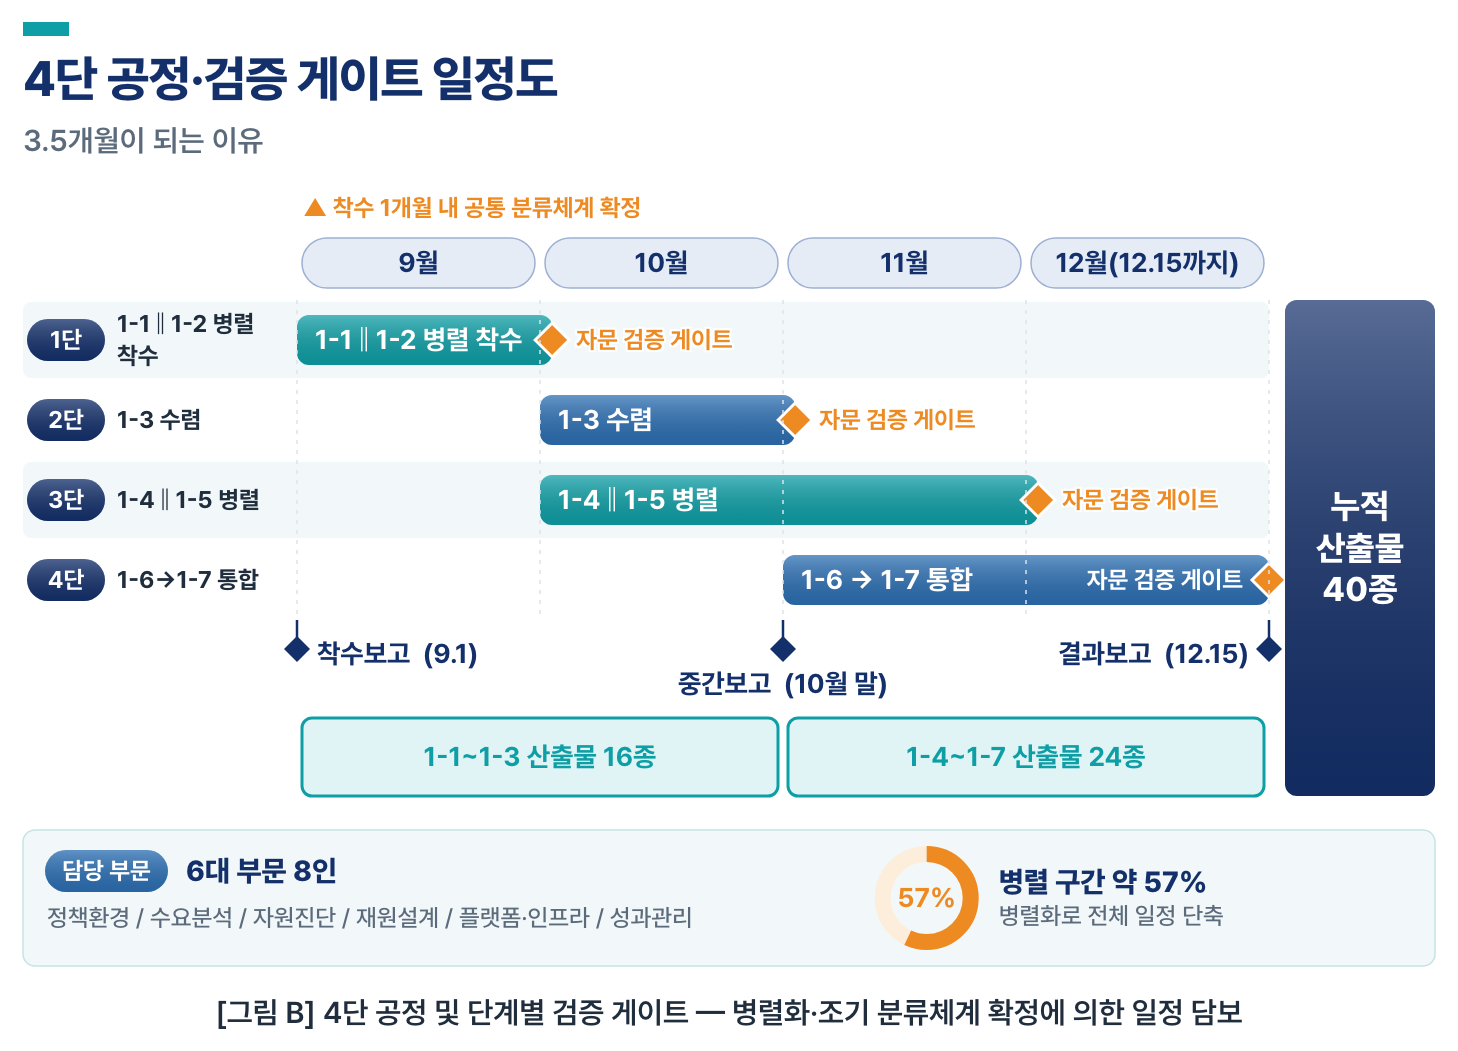 4단 공정·검증 게이트 일정도
3.5개월이 되는 이유
▲ 착수 1개월 내 공통 분류체계 확정
9월
10월
11월
12월(12.15까지)
1단
1-1 ∥ 1-2 병렬
착수
1-1 ∥ 1-2 병렬 착수
자문 검증 게이트
2단
1-3 수렴
1-3 수렴
자문 검증 게이트
3단
1-4 ∥ 1-5 병렬
1-4 ∥ 1-5 병렬
자문 검증 게이트
4단
1-6→1-7 통합
1-6 → 1-7 통합
자문 검증 게이트
누적
산출물
40종
착수보고 (9.1)
중간보고 (10월 말)
결과보고 (12.15)
1-1~1-3 산출물 16종
1-4~1-7 산출물 24종
담당 부문
6대 부문 8인
정책환경 / 수요분석 / 자원진단 / 재원설계 / 플랫폼·인프라 / 성과관리
57%
병렬 구간 약 57%
병렬화로 전체 일정 단축
[그림 B] 4단 공정 및 단계별 검증 게이트 — 병렬화·조기 분류체계 확정에 의한 일정 담보